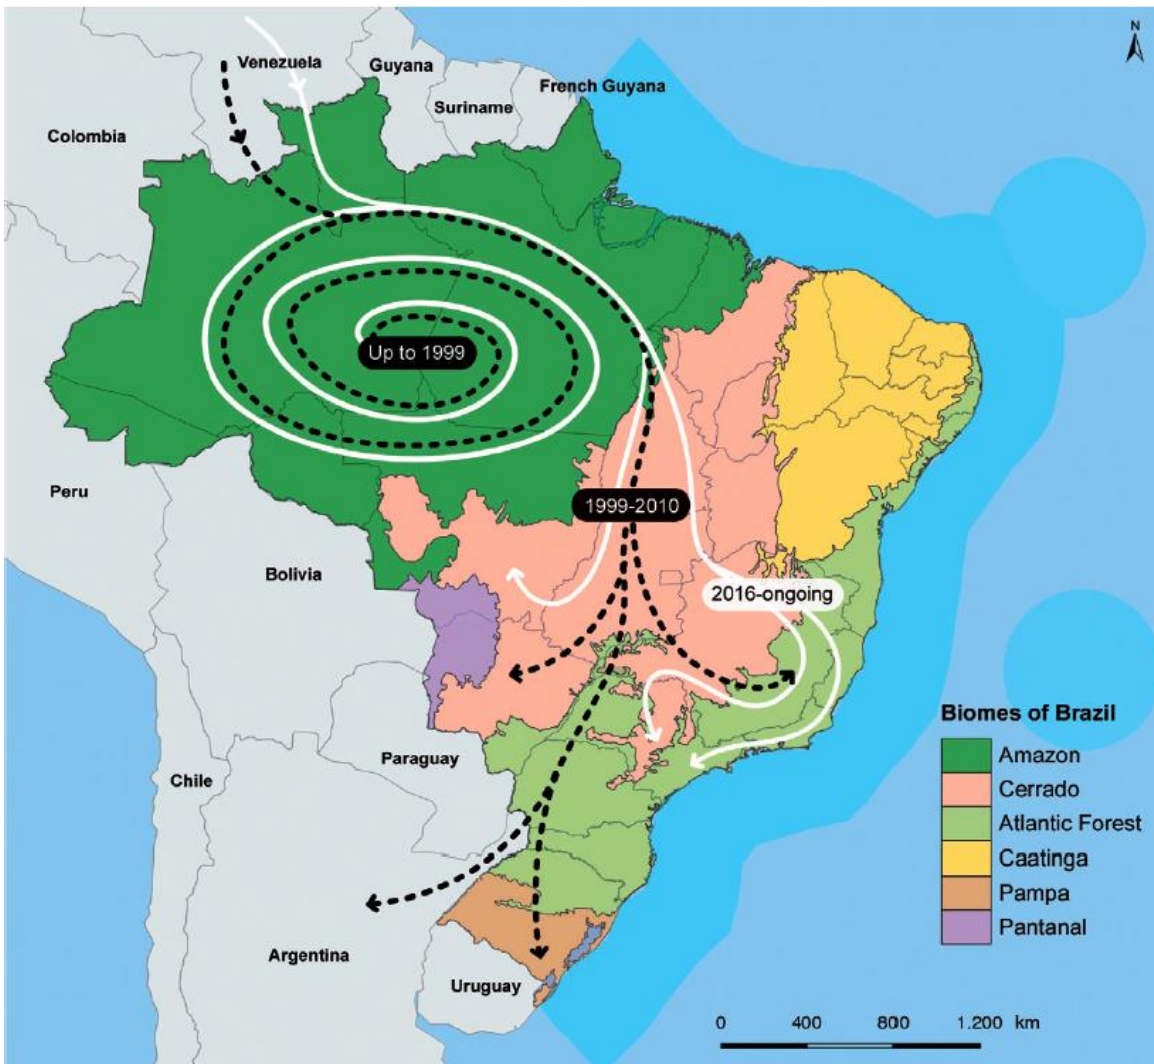 N
Venezuela
Guyana
Suriname
French Guyana
Colombia
Up to 1999
Peru
1999-2010
Bolivia
2016-ongoing
Paraguay
Chile
Argentina
Uruguay
Biomes of Brazil
Amazon
Cerrado
Atlantic Forest
Caatinga
Pampa
Pantanal
0 400 800 1.200 km